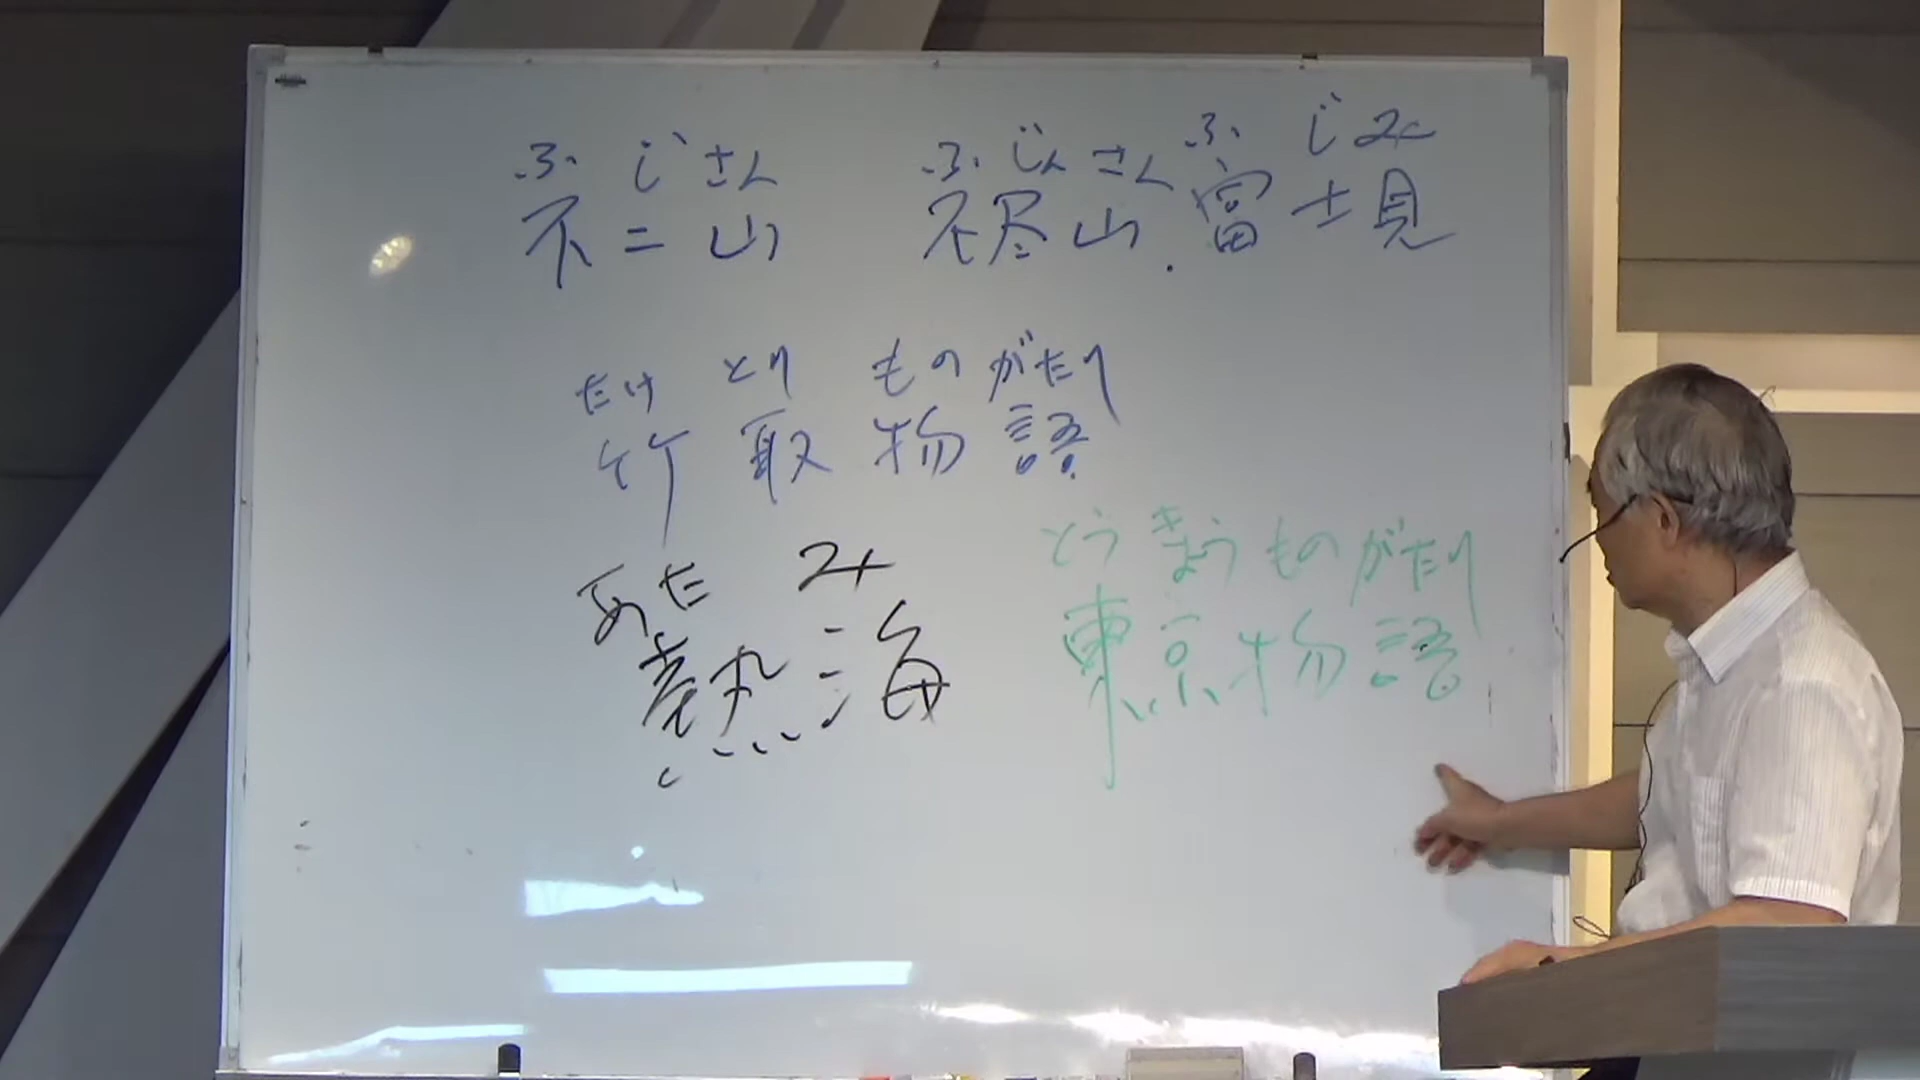 ふじさん ふじんさん ふじみ
不二山 不尽山.富士見
たけとりものがたり
竹取物語
あたみ
熱海
とうきょうものがたり
東京物語